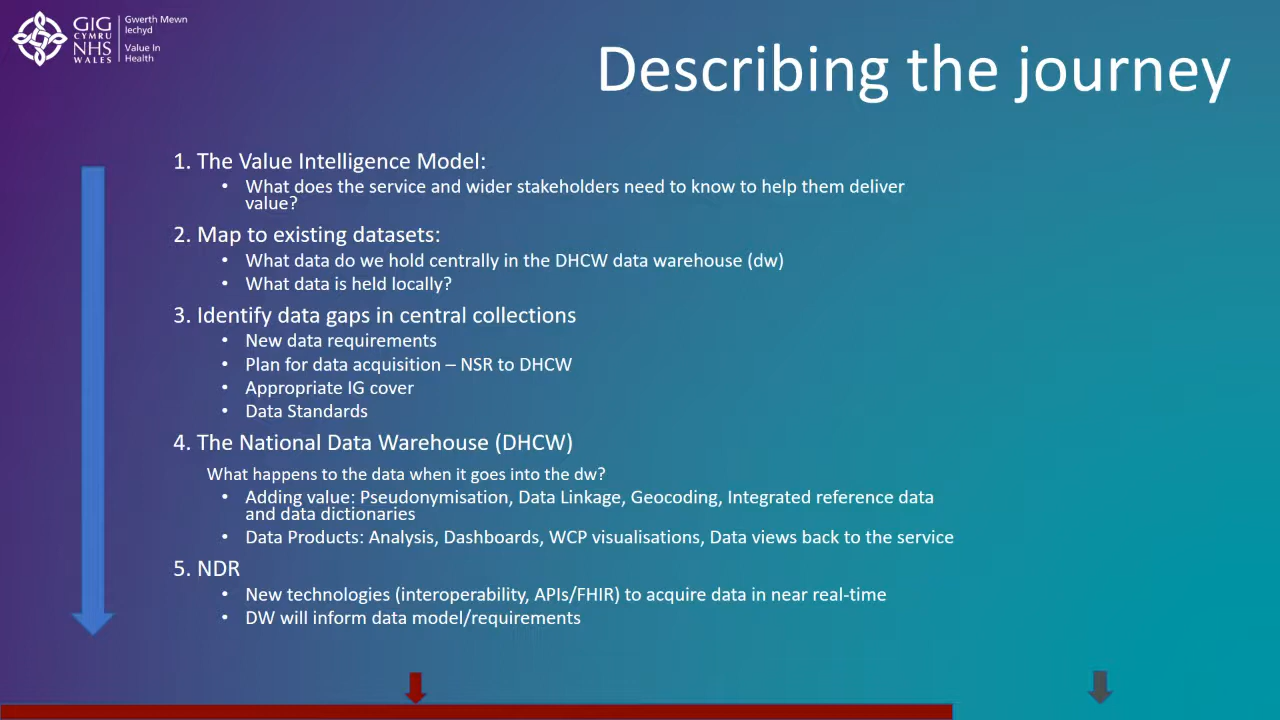 GIG
CYMRU
NHS
WALES
Gwerth Mewn
Iechyd
Value In
Health
Describing the journey
1. The Value Intelligence Model:
• What does the service and wider stakeholders need to know to help them deliver
value?
2. Map to existing datasets:
• What data do we hold centrally in the DHCW data warehouse (dw)
• What data is held locally?
3. Identify data gaps in central collections
• New data requirements
• Plan for data acquisition – NSR to DHCW
• Appropriate IG cover
• Data Standards
4. The National Data Warehouse (DHCW)
What happens to the data when it goes into the dw?
• Adding value: Pseudonymisation, Data Linkage, Geocoding, Integrated reference data
and data dictionaries
• Data Products: Analysis, Dashboards, WCP visualisations, Data views back to the service
5. NDR
• New technologies (interoperability, APIs/FHIR) to acquire data in near real-time
• DW will inform data model/requirements